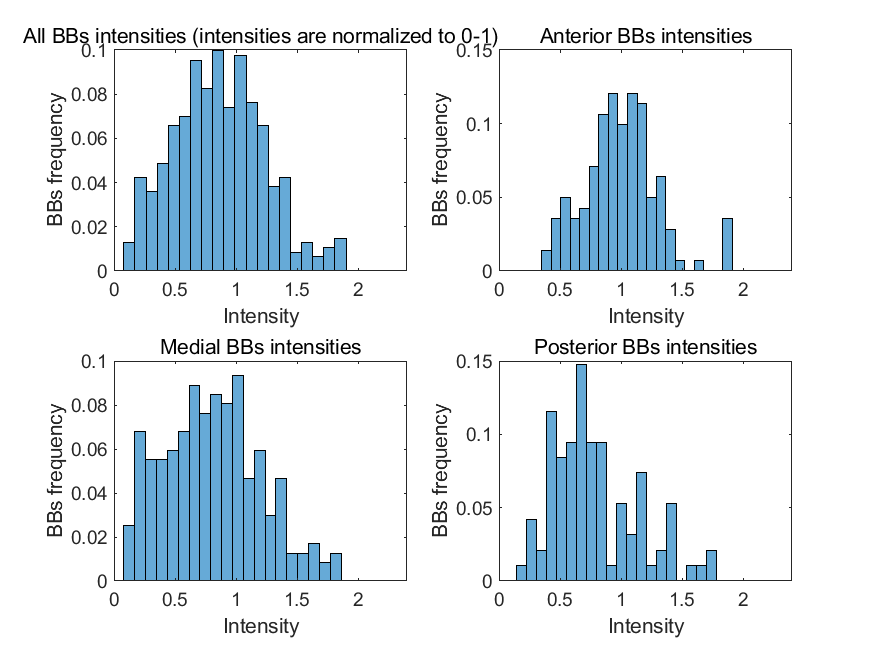 All BBs intensities (intensities are normalized to 0-1)
0.1
0.08
0.06
0.04
0.02
0
BBs frequency
0 0.5 1 1.5 2
Intensity
Anterior BBs intensities
0.15
0.1
0.05
0
BBs frequency
0 0.5 1 1.5 2
Intensity
Medial BBs intensities
0.1
0.08
0.06
0.04
0.02
0
BBs frequency
0 0.5 1 1.5 2
Intensity
Posterior BBs intensities
0.15
0.1
0.05
0
BBs frequency
0 0.5 1 1.5 2
Intensity